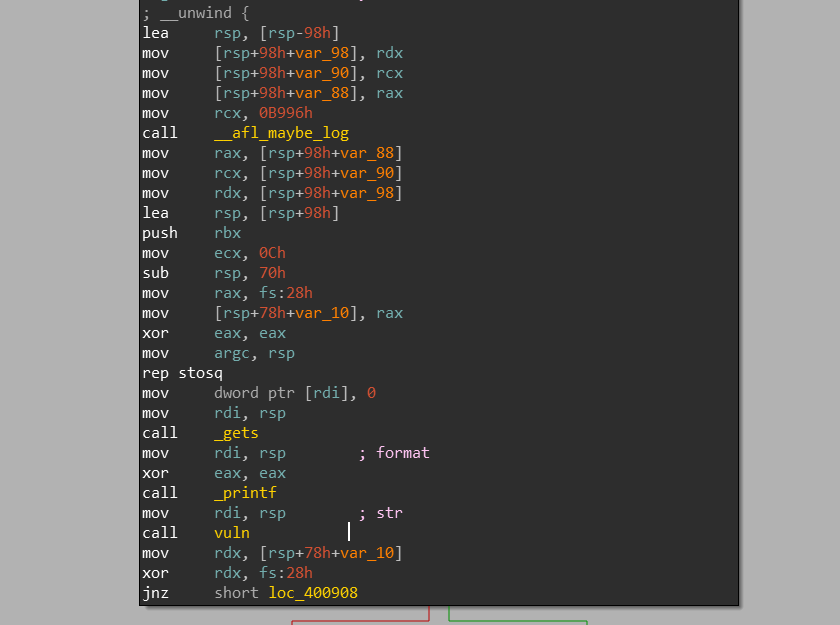 ; __unwind {
lea rsp, [rsp-98h]
mov [rsp+98h+var_98], rdx
mov [rsp+98h+var_90], rcx
mov [rsp+98h+var_88], rax
mov rcx, 0B996h
call __afl_maybe_log
mov rax, [rsp+98h+var_88]
mov rcx, [rsp+98h+var_90]
mov rdx, [rsp+98h+var_98]
lea rsp, [rsp+98h]
push rbx
mov ecx, 0Ch
sub rsp, 70h
mov rax, fs:28h
mov [rsp+78h+var_10], rax
xor eax, eax
mov argc, rsp
rep stosq
mov dword ptr [rdi], 0
mov rdi, rsp
call _gets
mov rdi, rsp ; format
xor eax, eax
call _printf
mov rdi, rsp ; str
call vuln
mov rdx, [rsp+78h+var_10]
xor rdx, fs:28h
jnz short loc_400908